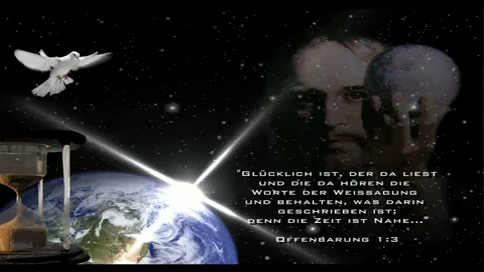 "Glücklich ist, der da liest
und die da hören die
Worte der Weissagung
und behalten, was darin
geschrieben ist;
denn die Zeit ist Nahe..."
Offenbarung 1:3